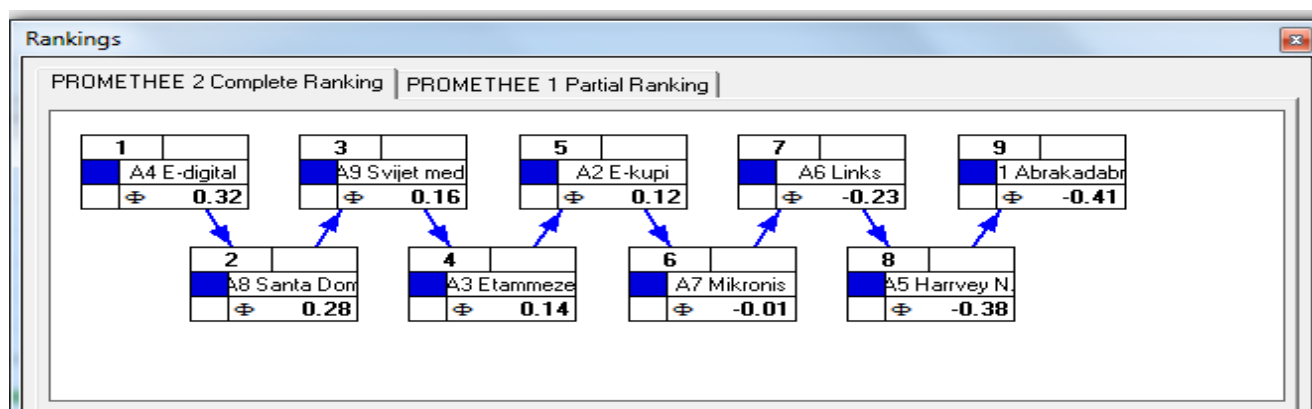 Rankings
PROMETHEE 2 Complete Ranking
PROMETHEE 1 Partial Ranking
1
A4 E-digital
Φ 0.32
2
A8 Santa Dom
Φ 0.28
3
A9 Svijet med
Φ 0.16
4
A3 Etammeze
Φ 0.14
5
A2 E-kupi
Φ 0.12
6
A7 Mikronis
Φ -0.01
7
A6 Links
Φ -0.23
8
A5 Harrvey N.
Φ -0.38
9
1 Abrakadabr
Φ -0.41